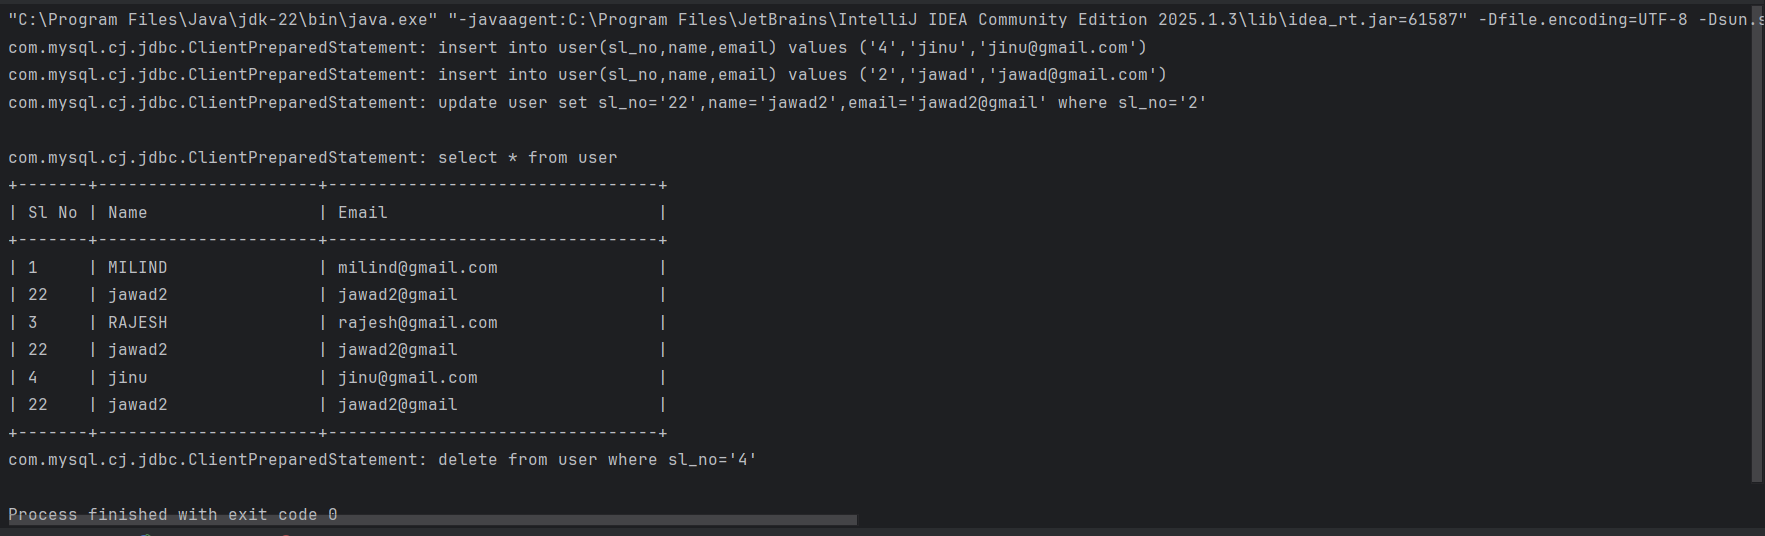 "C:\Program Files\Java\jdk-22\bin\java.exe" "-javaagent:C:\Program Files\JetBrains\IntelliJ IDEA Community Edition 2025.1.3\lib\idea_rt.jar=61587" -Dfile.encoding=UTF-8 -Dsun.s
com.mysql.cj.jdbc.ClientPreparedStatement: insert into user(sl_no,name,email) values ('4','jinu','jinu@gmail.com')
com.mysql.cj.jdbc.ClientPreparedStatement: insert into user(sl_no,name,email) values ('2','jawad','jawad@gmail.com')
com.mysql.cj.jdbc.ClientPreparedStatement: update user set sl_no='22',name='jawad2',email='jawad2@gmail' where sl_no='2'
com.mysql.cj.jdbc.ClientPreparedStatement: select * from user
+-------+----------------------+---------------------------------+
| Sl No | Name                 | Email                           |
+-------+----------------------+---------------------------------+
| 1     | MILIND               | milind@gmail.com                |
| 22    | jawad2               | jawad2@gmail                    |
| 3     | RAJESH               | rajesh@gmail.com                |
| 22    | jawad2               | jawad2@gmail                    |
| 4     | jinu                 | jinu@gmail.com                  |
| 22    | jawad2               | jawad2@gmail                    |
+-------+----------------------+---------------------------------+
com.mysql.cj.jdbc.ClientPreparedStatement: delete from user where sl_no='4'
Process finished with exit code 0